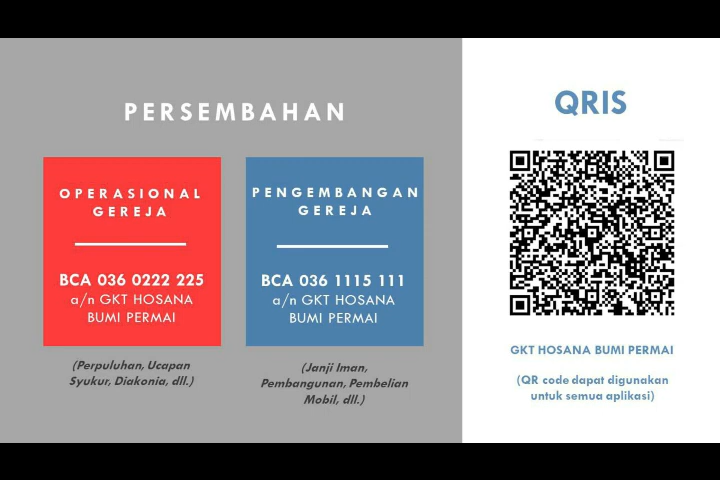 PERSEMBAHAN
OPERASIONAL
GEREJA
BCA 036 0222 225
a/n GKT HOSANA
BUMI PERMAI
(Perpuluhan, Ucapan
Syukur, Diakonia, dll.)
PENGEMBANGAN
GEREJA
BCA 036 1115 111
a/n GKT HOSANA
BUMI PERMAI
(Janji Iman,
Pembangunan, Pembelian
Mobil, dll.)
QRIS
GKT HOSANA BUMI PERMAI
(QR code dapat digunakan
untuk semua aplikasi)